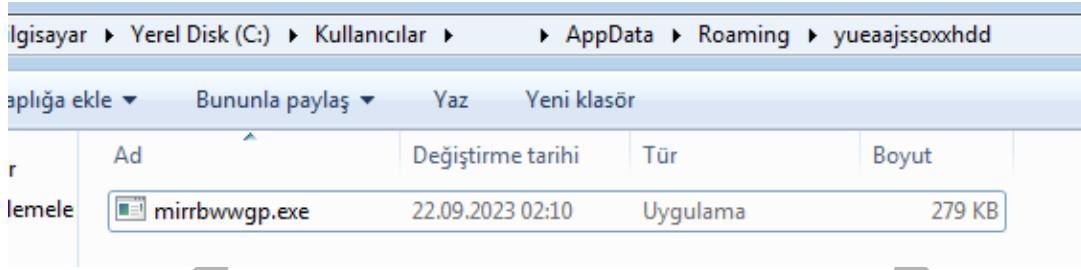 lgisayar ▸ Yerel Disk (C:) ▸ Kullanıcılar ▸ ▸ AppData ▸ Roaming ▸ yueaajssoxxhdd
aplığa ekle ▾ Bununla paylaş ▾ Yaz Yeni klasör
r Ad Değiştirme tarihi Tür Boyut
lemele mirrbwwgp.exe 22.09.2023 02:10 Uygulama 279 KB